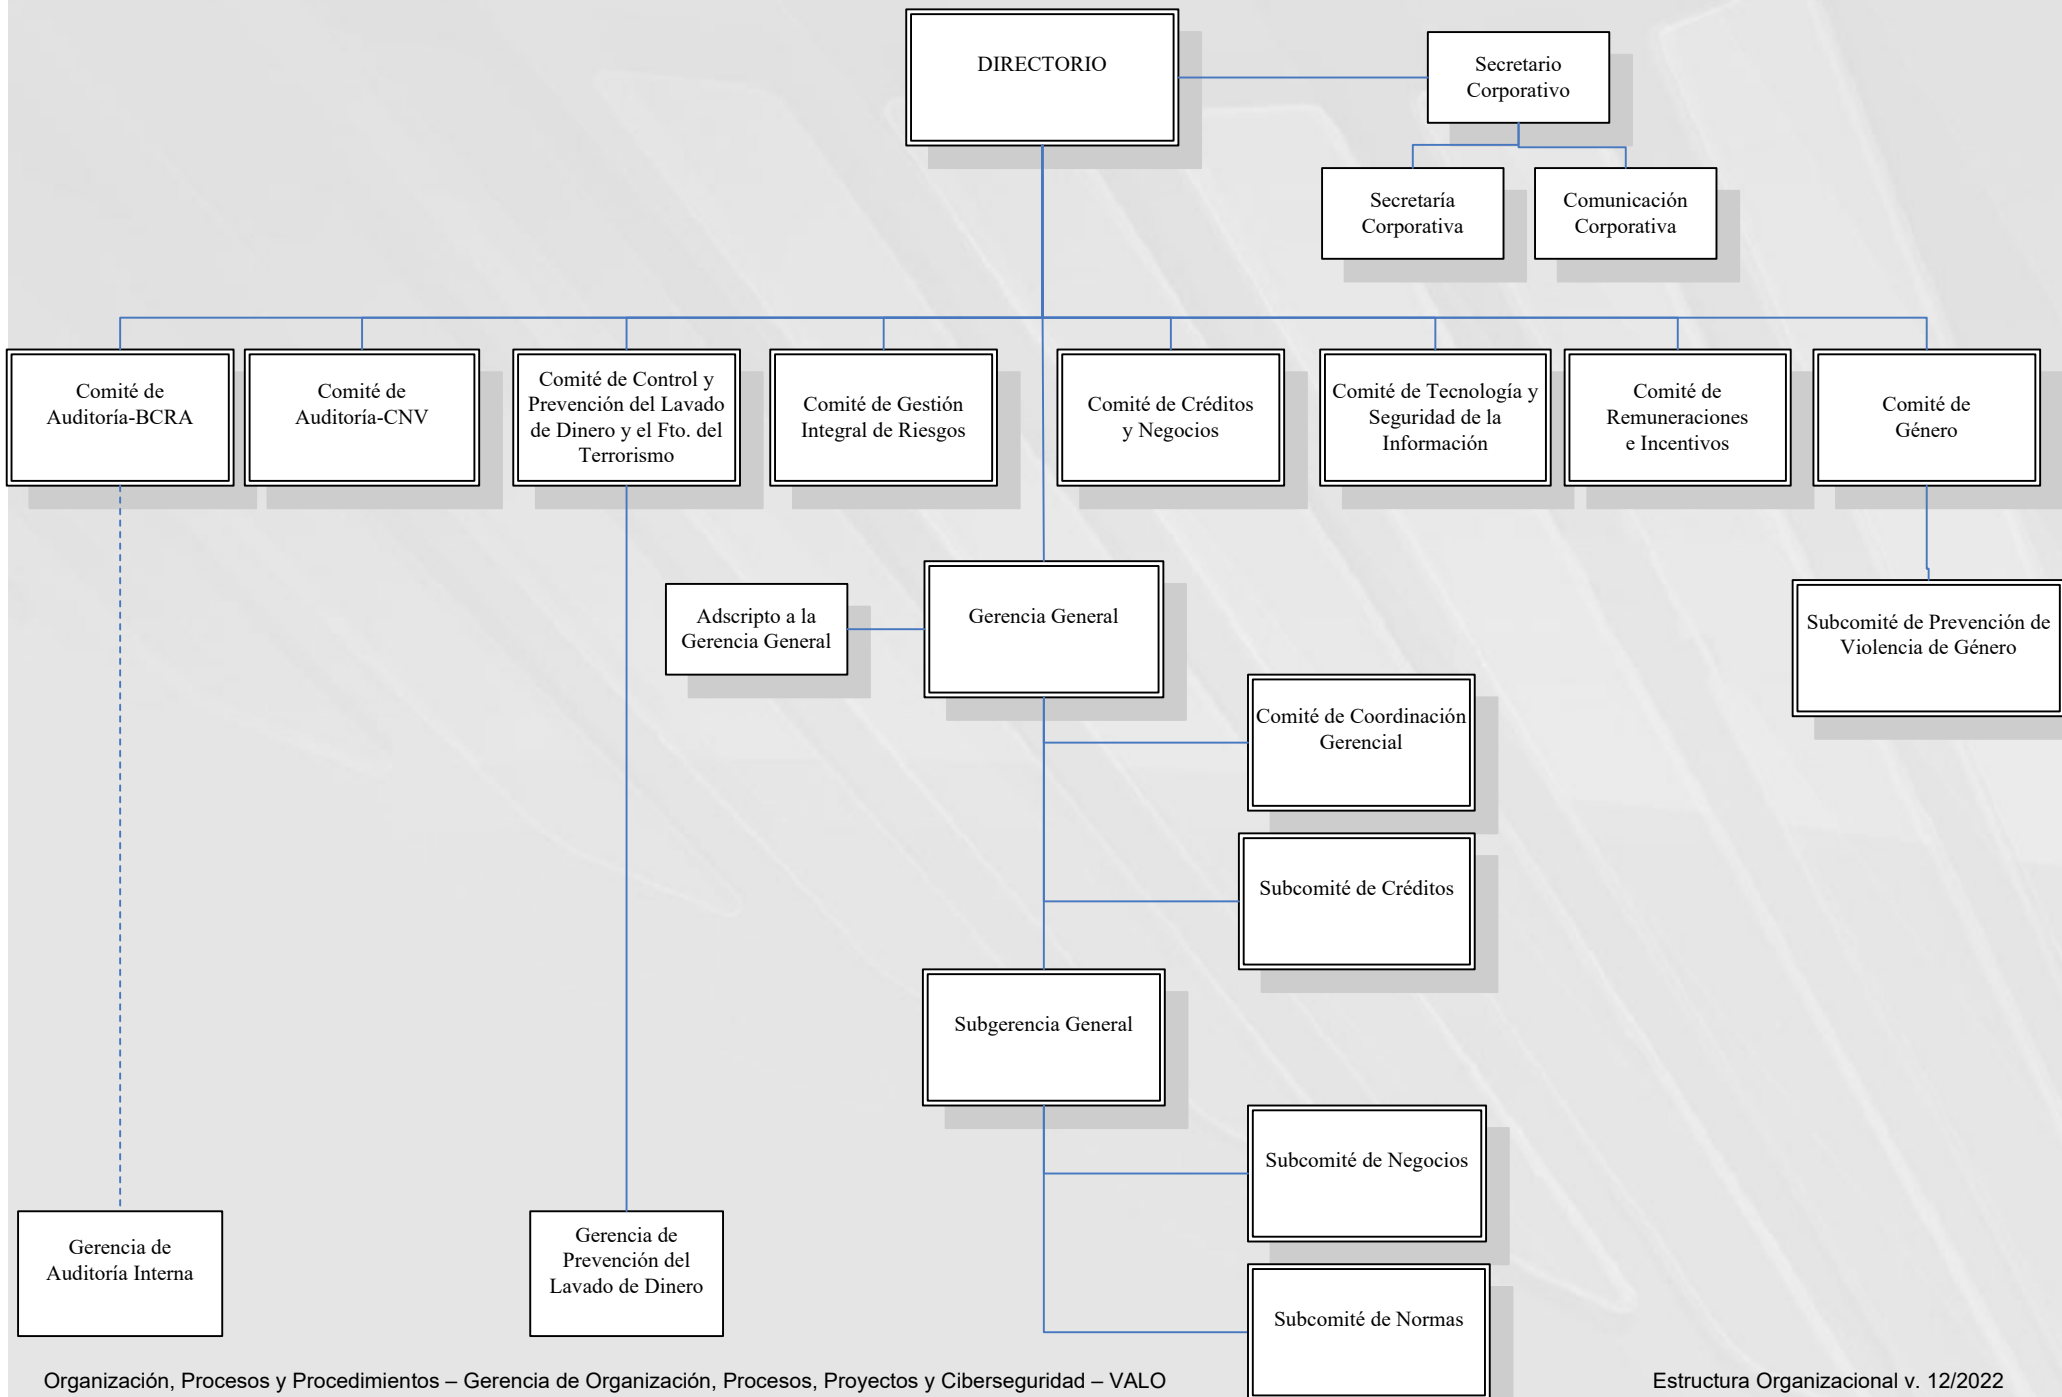 DIRECTORIO
Secretario
Corporativo
Secretaría
Corporativa
Comunicación
Corporativa
Comité de
Auditoría-BCRA
Comité de
Auditoría-CNV
Comité de Control y
Prevención del Lavado
de Dinero y el Fto. del
Terrorismo
Comité de Gestión
Integral de Riesgos
Comité de Créditos
y Negocios
Comité de Tecnología y
Seguridad de la
Información
Comité de
Remuneraciones
e Incentivos
Comité de
Género
Adscripto a la
Gerencia General
Gerencia General
Subcomité de Prevención de
Violencia de Género
Comité de Coordinación
Gerencial
Subcomité de Créditos
Subgerencia General
Subcomité de Negocios
Gerencia de
Auditoría Interna
Gerencia de
Prevención del
Lavado de Dinero
Subcomité de Normas
Organización, Procesos y Procedimientos – Gerencia de Organización, Procesos, Proyectos y Ciberseguridad – VALO
Estructura Organizacional v. 12/2022